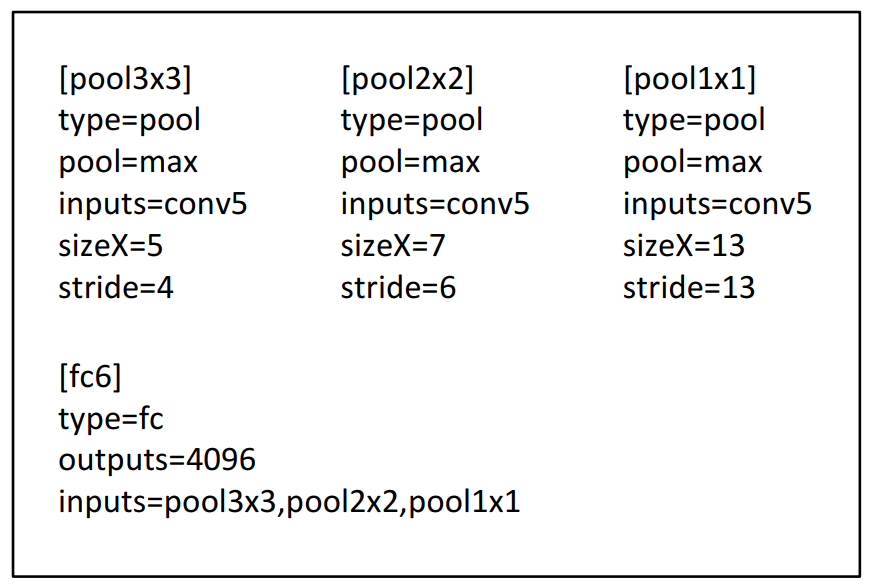 [pool3x3]
type=pool
pool=max
inputs=conv5
sizeX=5
stride=4
[pool2x2]
type=pool
pool=max
inputs=conv5
sizeX=7
stride=6
[pool1x1]
type=pool
pool=max
inputs=conv5
sizeX=13
stride=13
[fc6]
type=fc
outputs=4096
inputs=pool3x3,pool2x2,pool1x1